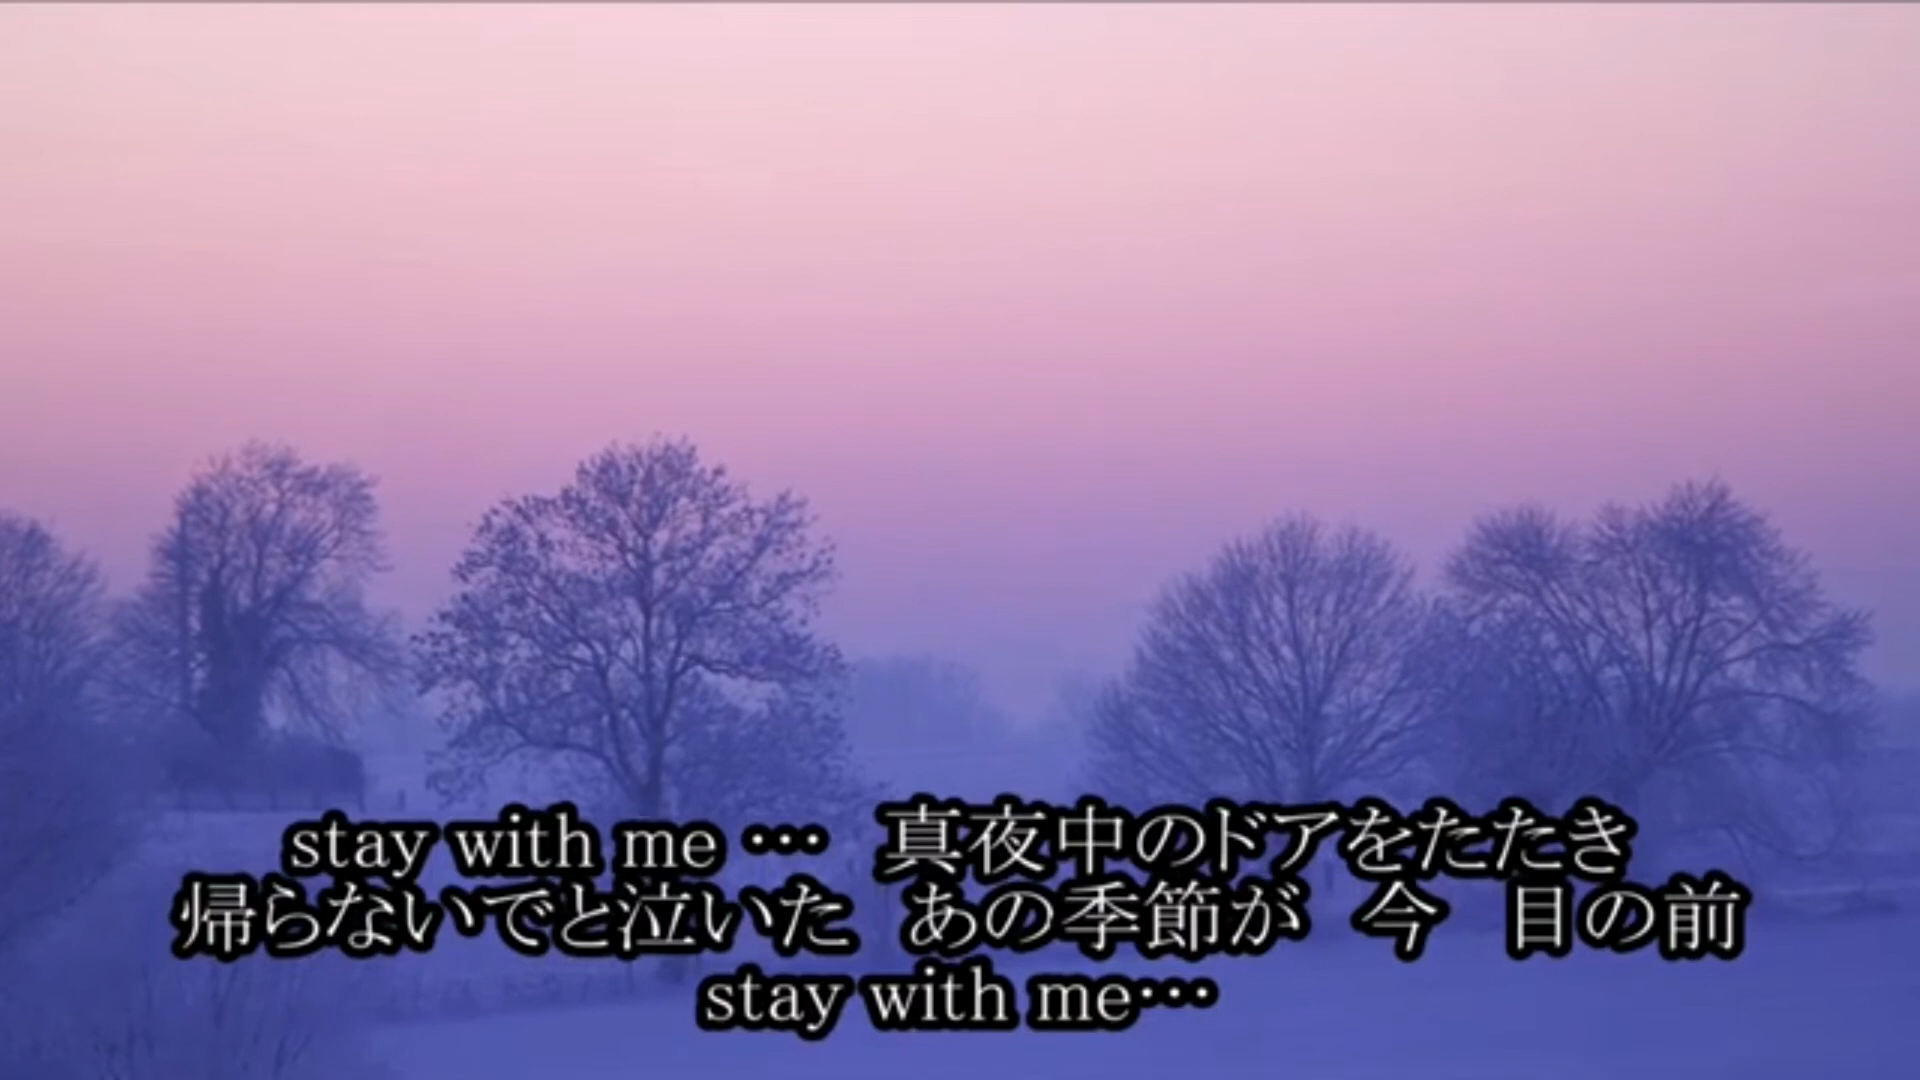 stay with me … 真夜中のドアをたたき
帰らないでと泣いた あの季節が 今 目の前
stay with me…